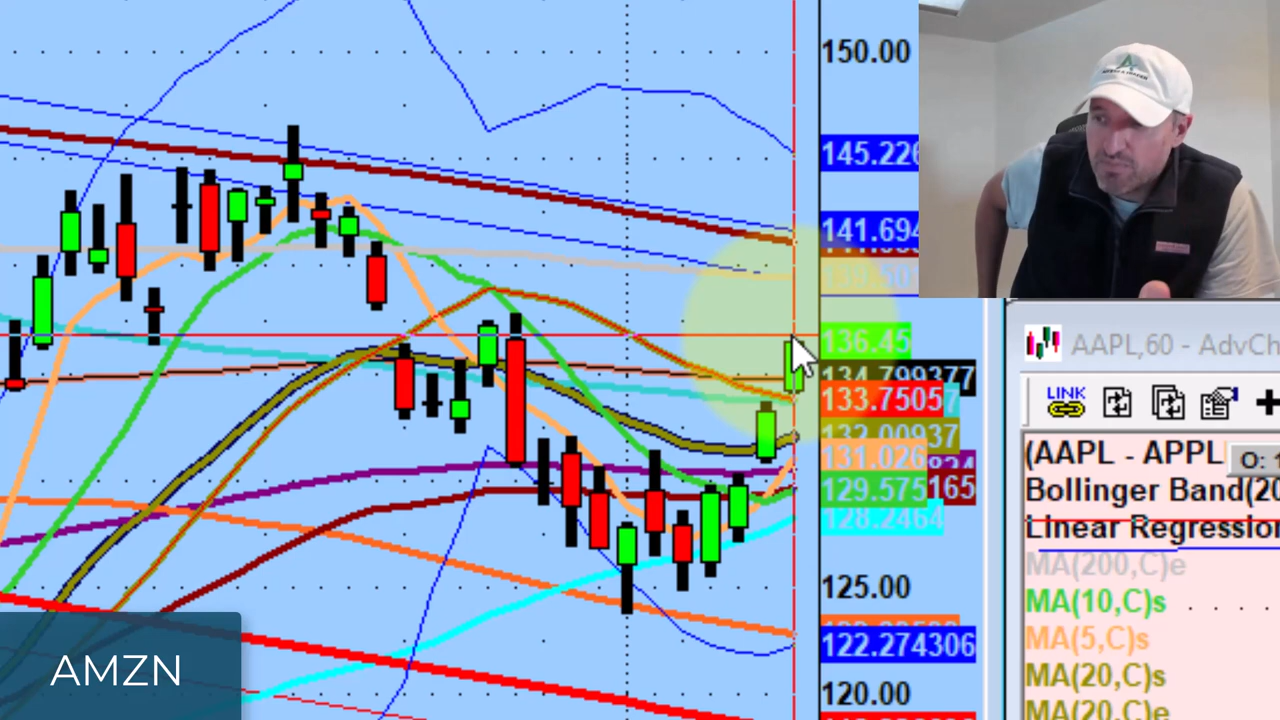 150.00
145.226
141.694
136.45
134.799377
133.7505
132.00937
131.026
129.575
165
128.2464
125.00
122.274306
120.00
AMZN
AAPL,60 - AdvCh
LINK
(AAPL - APPL
O: 1
Bollinger Band(20
Linear Regression
MA(200,C)e
MA(10,C)s . . . .
MA(5,C)s
MA(20,C)s
MA(20,C)e